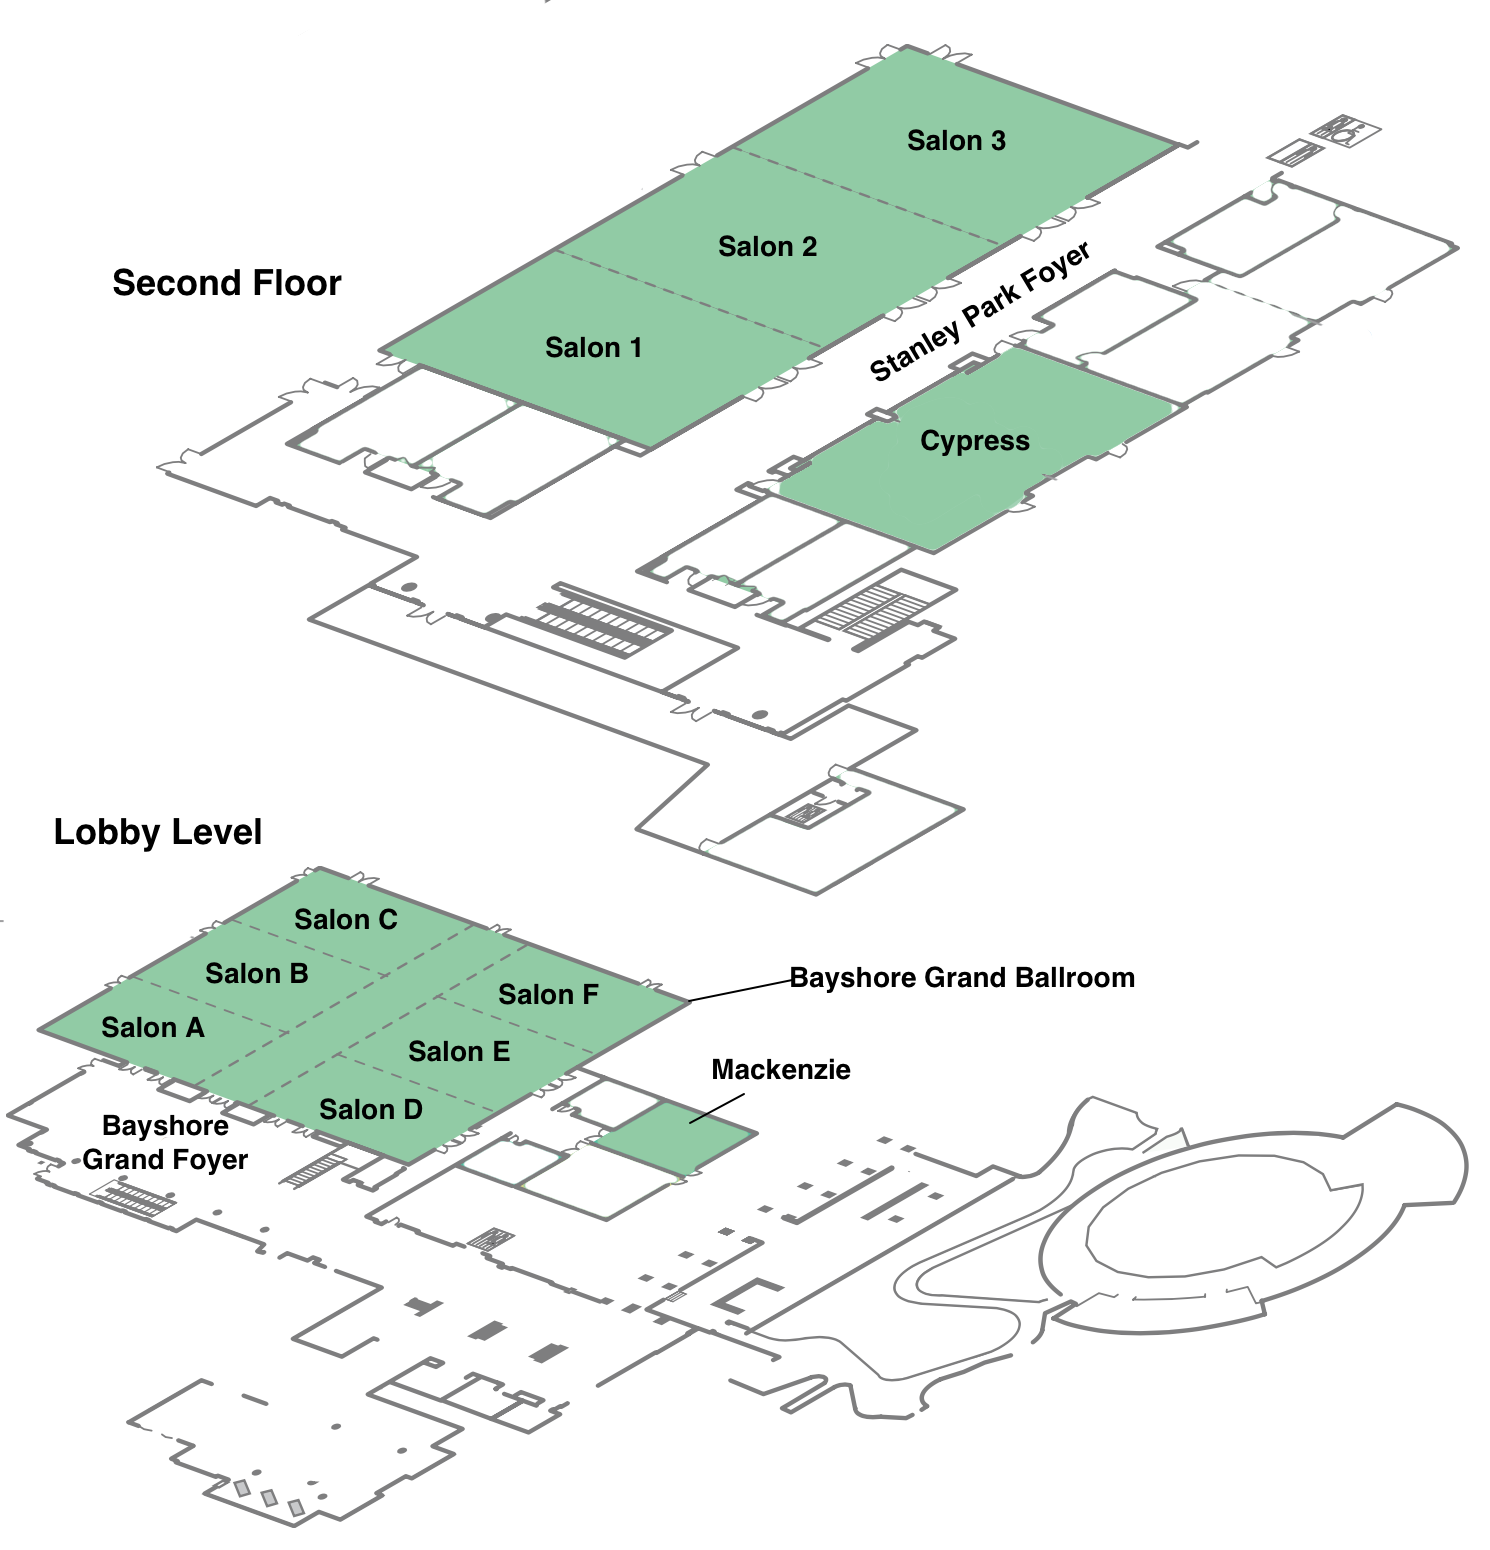 Salon 3
Salon 2
Second Floor
Stanley Park Foyer
Salon 1
Cypress
Lobby Level
Salon C
Salon B
Bayshore Grand Ballroom
Salon F
Salon A
Salon E
Mackenzie
Salon D
Bayshore
Grand Foyer